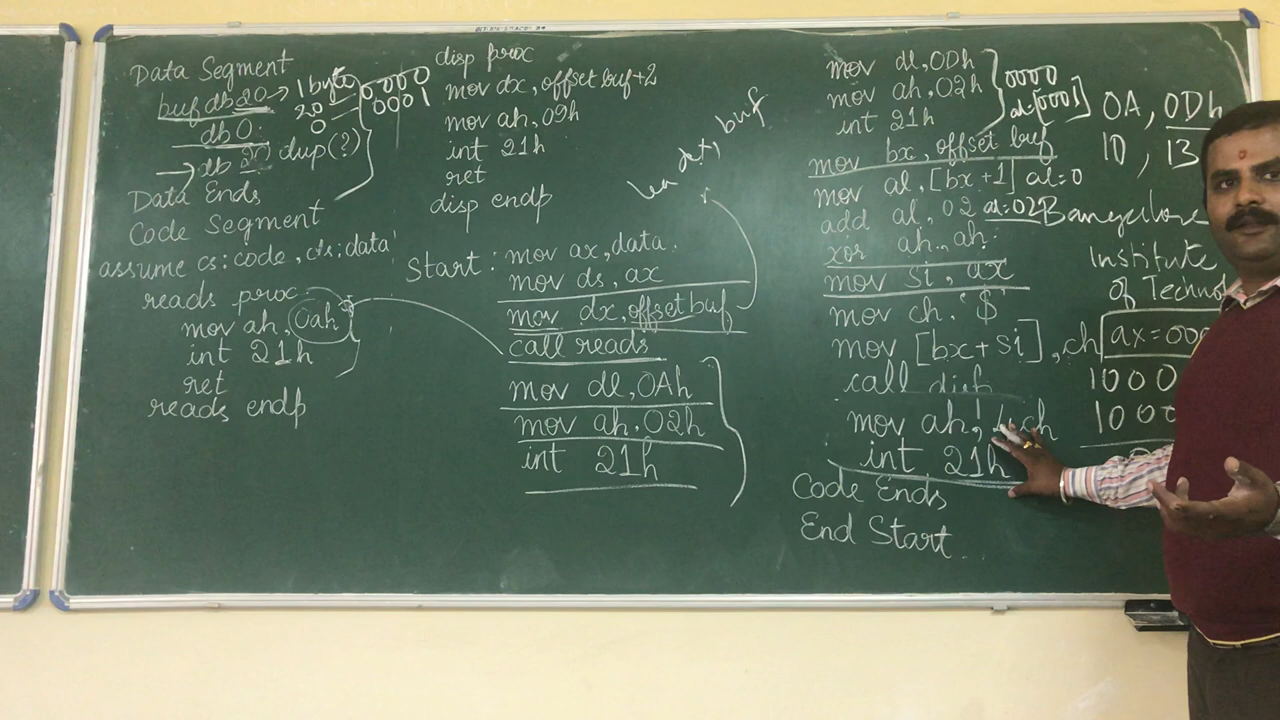 Data Segment
buf db 20 → 1 byte
20
0
db 0
→ db 20 dup(?)
0000
0001
Data Ends
Code Segment
assume cs:code, ds:data
reads proc
mov ah, 0ah
int 21h
ret
reads endp
disp proc
mov dx, offset buf+2
mov ah, 09h
int 21h
ret
disp endp
lea dx, buf
Start: mov ax, data
mov ds, ax
mov dx, offset buf
call reads
mov dl, 0Ah
mov ah, 02h
int 21h
mov dl, 0Dh
mov ah, 02h
int 21h
0000
al=[0001]
mov bx, offset buf
mov al, [bx+1] al=0
add al, 02 al=02
xor ah, ah
mov si, ax
mov ch, '$'
mov [bx+si], ch
call disp
mov ah, 4ch
int 21h
Code Ends
End Start
0A, 0Dh
10, 13
Bangalore
Institute
of
ax=00
1000
100